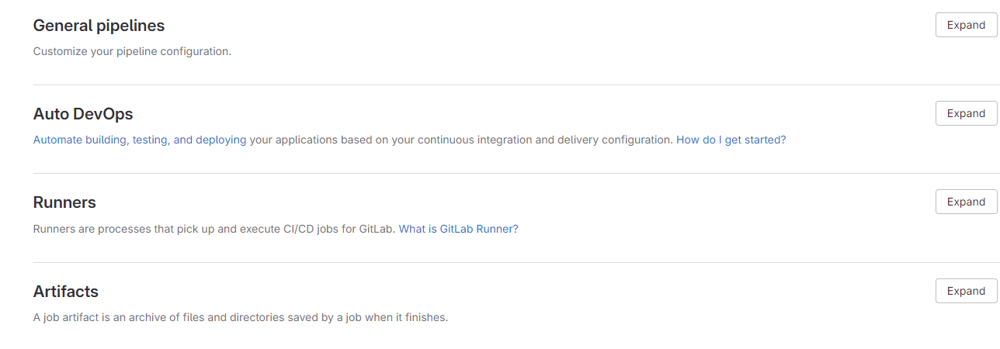 General pipelines
Expand
Customize your pipeline configuration.
Auto DevOps
Expand
Automate building, testing, and deploying your applications based on your continuous integration and delivery configuration. How do I get started?
Runners
Expand
Runners are processes that pick up and execute CI/CD jobs for GitLab. What is GitLab Runner?
Artifacts
Expand
A job artifact is an archive of files and directories saved by a job when it finishes.